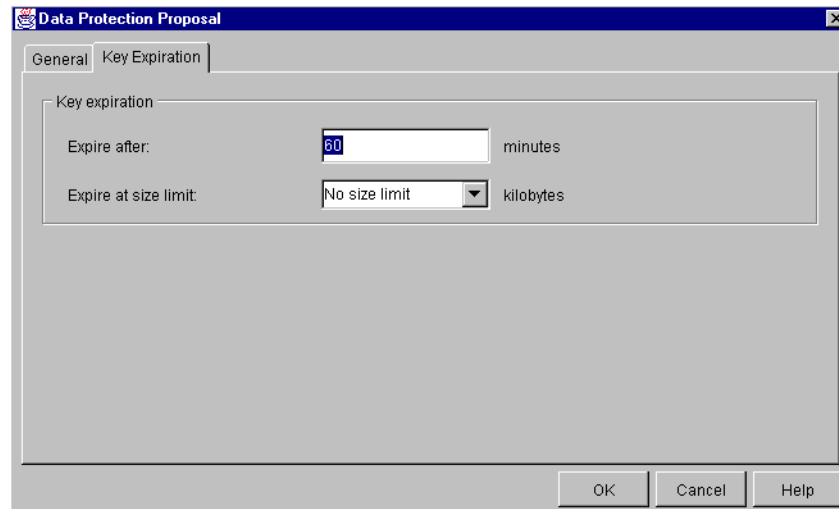 Data Protection Proposal
General Key Expiration
Key expiration
Expire after: 60 minutes
Expire at size limit: No size limit kilobytes
OK Cancel Help